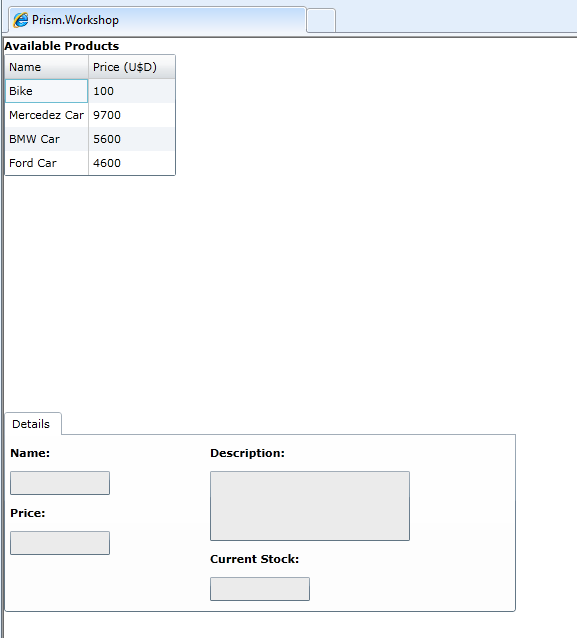 Prism.Workshop
Available Products
Name Price (U$D)
Bike 100
Mercedez Car 9700
BMW Car 5600
Ford Car 4600
Details
Name: Description:
Price:
Current Stock: